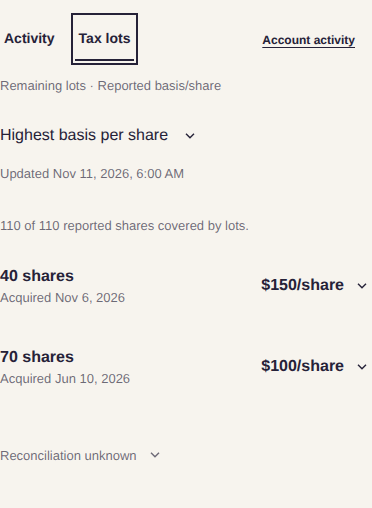 Activity
Tax lots
Account activity
Remaining lots · Reported basis/share
Highest basis per share
Updated Nov 11, 2026, 6:00 AM
110 of 110 reported shares covered by lots.
40 shares
Acquired Nov 6, 2026
$150/share
70 shares
Acquired Jun 10, 2026
$100/share
Reconciliation unknown